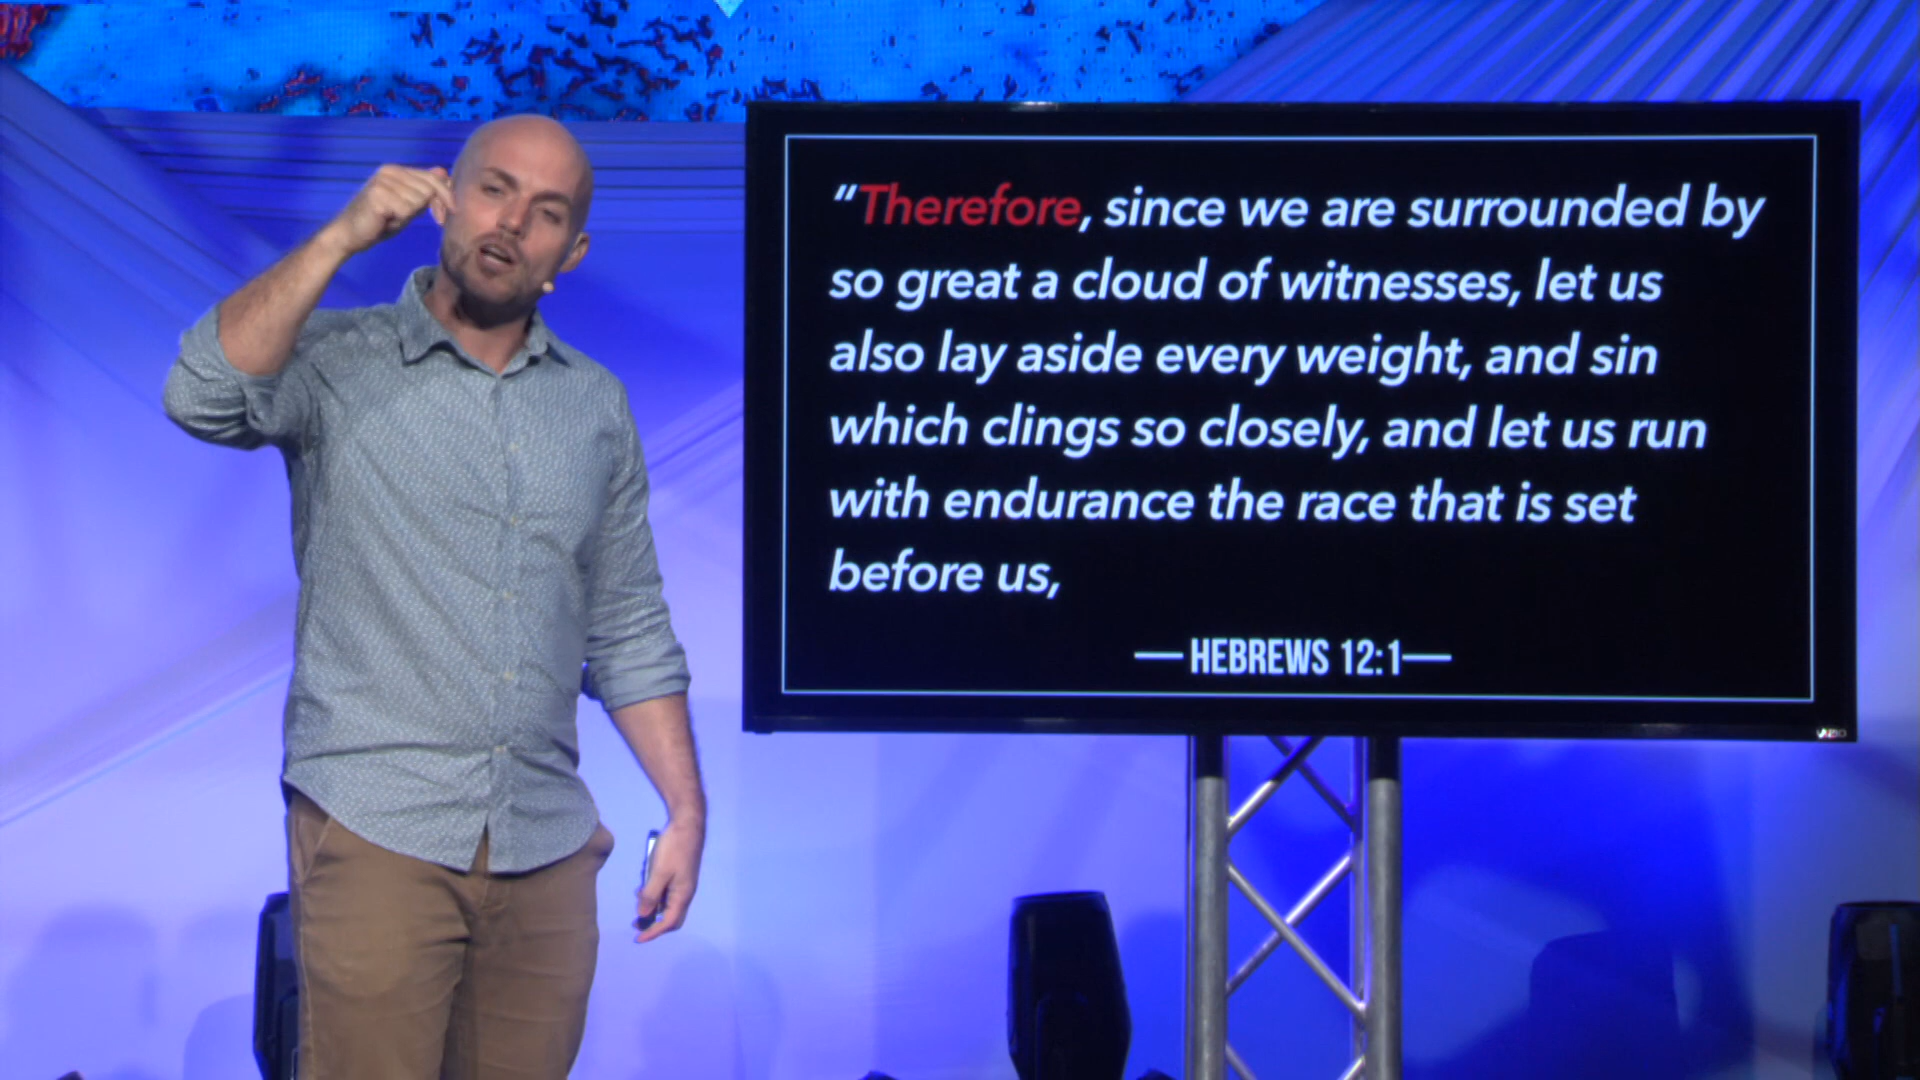 “Therefore, since we are surrounded by
so great a cloud of witnesses, let us
also lay aside every weight, and sin
which clings so closely, and let us run
with endurance the race that is set
before us,
—HEBREWS 12:1—
VIZIO